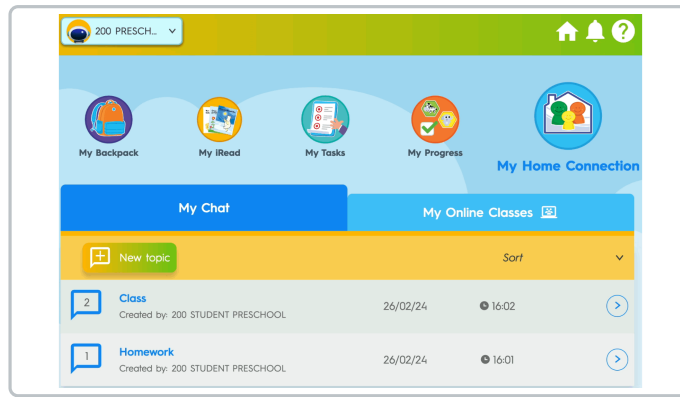 200 PRESCH...
?
My Backpack
My iRead
My Tasks
My Progress
My Home Connection
My Chat
My Online Classes
New topic
Sort
2
Class
Created by: 200 STUDENT PRESCHOOL
26/02/24
16:02
1
Homework
Created by: 200 STUDENT PRESCHOOL
26/02/24
16:01